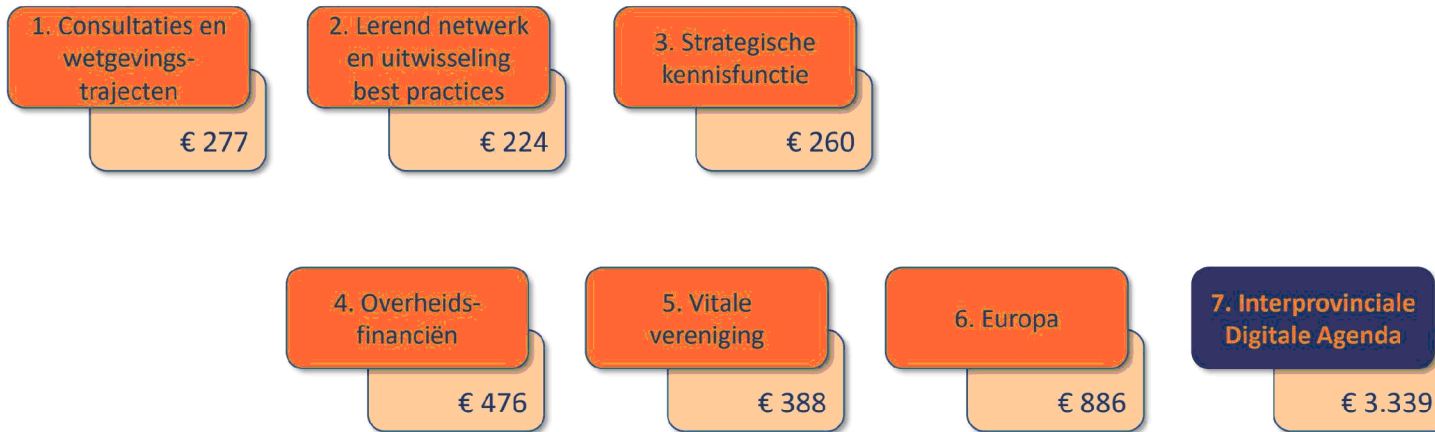 1. Consultaties en
wetgevings-
trajecten
€ 277
2. Lerend netwerk
en uitwisseling
best practices
€ 224
3. Strategische
kennisfunctie
€ 260
4. Overheids-
financiën
€ 476
5. Vitale
vereniging
€ 388
6. Europa
€ 886
7. Interprovinciale
Digitale Agenda
€ 3.339